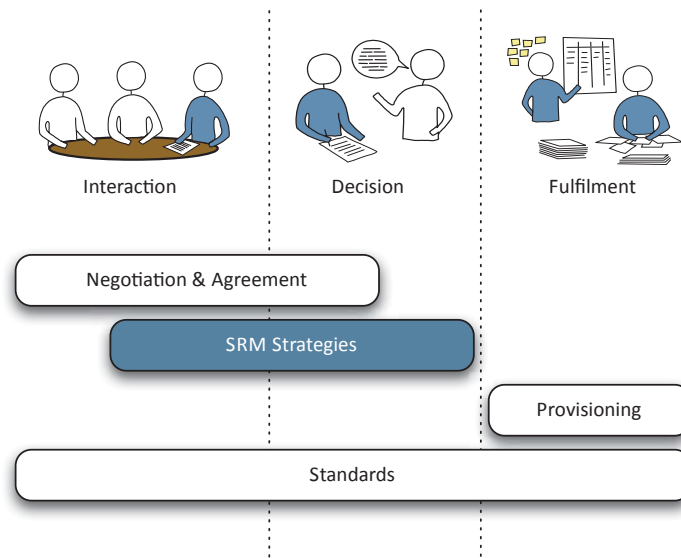 Interaction
Decision
Fulfilment
Negotiation & Agreement
SRM Strategies
Provisioning
Standards